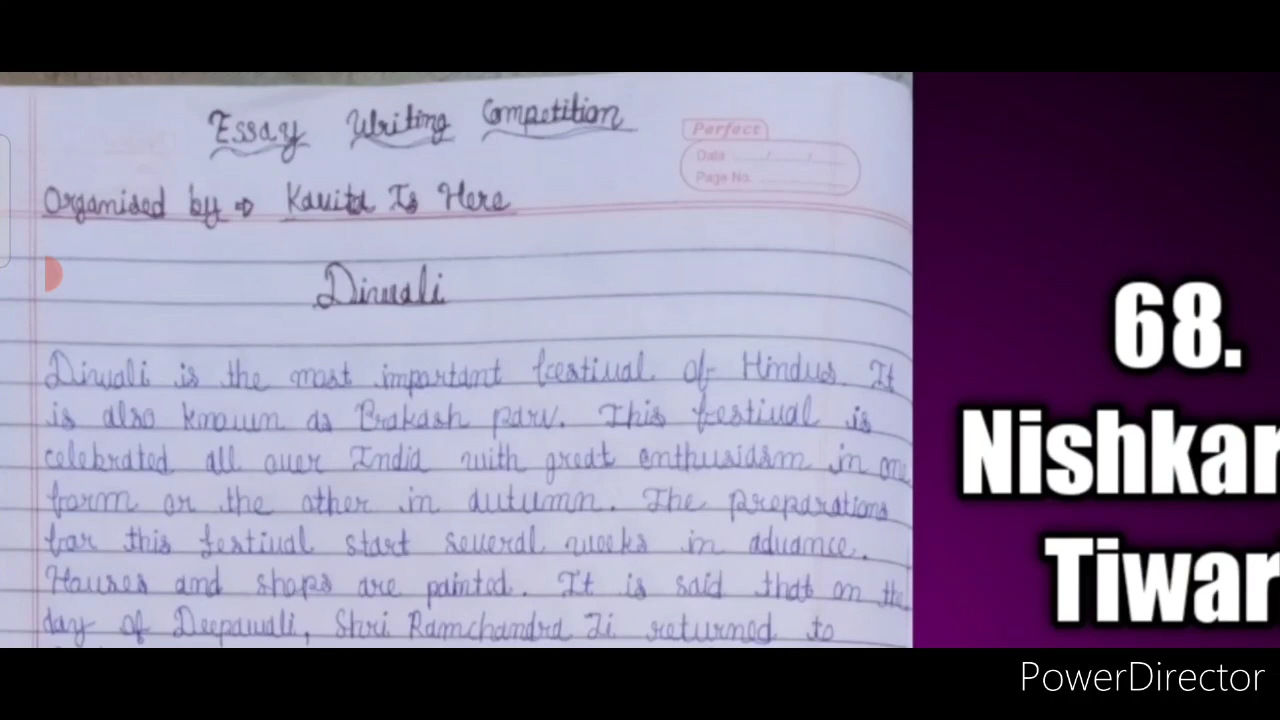 Essay Writing Competition
Perfect
Date ...../...../.....
Page No.
Organised by ⇒ Kavita Is Here
Diwali
Diwali is the most important festival of Hindus. It
is also known as Prakash parv. This festival is
celebrated all over India with great enthusiasm in one
form or the other in autumn. The preparations
for this festival start several weeks in advance.
Houses and shops are painted. It is said that on the
day of Deepawali, Shri Ramchandra Ji returned to
68.
Nishkar
Tiwar
PowerDirector